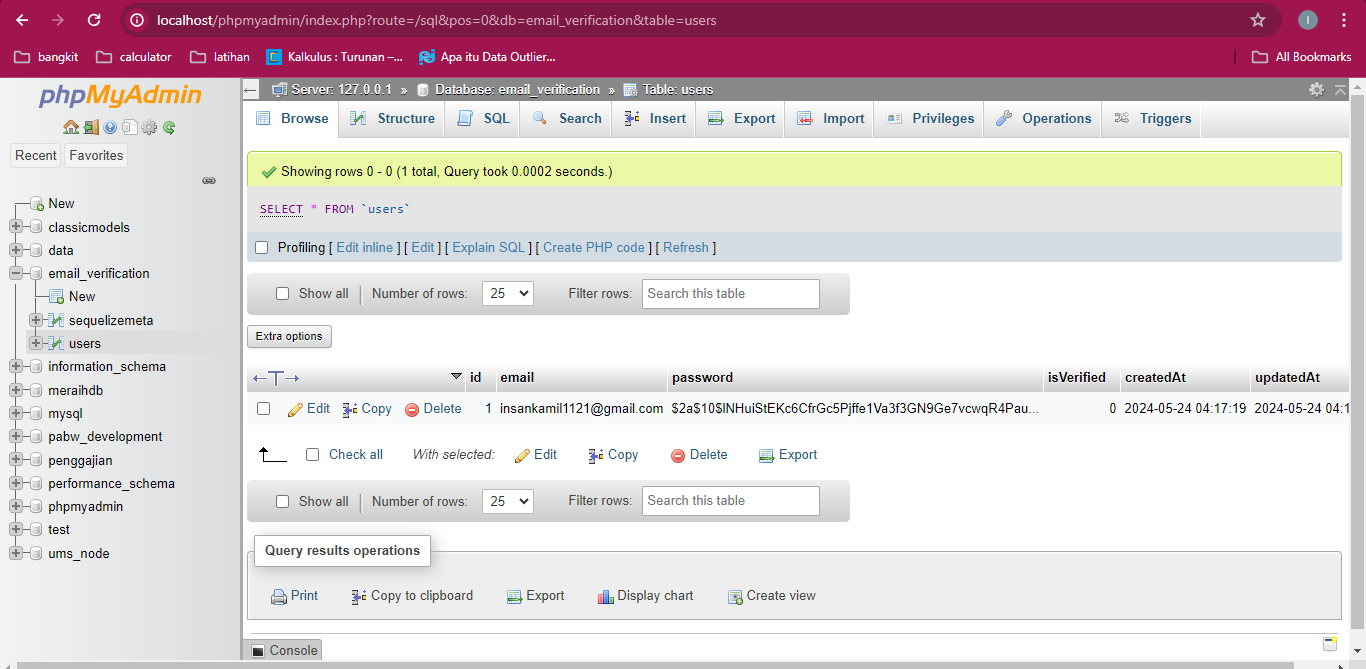 localhost/phpmyadmin/index.php?route=/sql&pos=0&db=email_verification&table=users
I
bangkit calculator latihan Kalkulus : Turunan –... Apa itu Data Outlier... All Bookmarks
phpMyAdmin
Recent Favorites
New
classicmodels
data
email_verification
New
sequelizemeta
users
information_schema
meraihdb
mysql
pabw_development
penggajian
performance_schema
phpmyadmin
test
ums_node
Server: 127.0.0.1 » Database: email_verification » Table: users
Browse Structure SQL Search Insert Export Import Privileges Operations Triggers
Showing rows 0 - 0 (1 total, Query took 0.0002 seconds.)
SELECT * FROM `users`
Profiling [ Edit inline ] [ Edit ] [ Explain SQL ] [ Create PHP code ] [ Refresh ]
Show all Number of rows: 25 Filter rows: Search this table
Extra options
←T→ id email password isVerified createdAt updatedAt
Edit Copy Delete 1 insankamil1121@gmail.com $2a$10$lNHuiStEKc6CfrGc5Pjffe1Va3f3GN9Ge7vcwqR4Pau... 0 2024-05-24 04:17:19 2024-05-24 04:1
Check all With selected: Edit Copy Delete Export
Show all Number of rows: 25 Filter rows: Search this table
Query results operations
Print Copy to clipboard Export Display chart Create view
Console